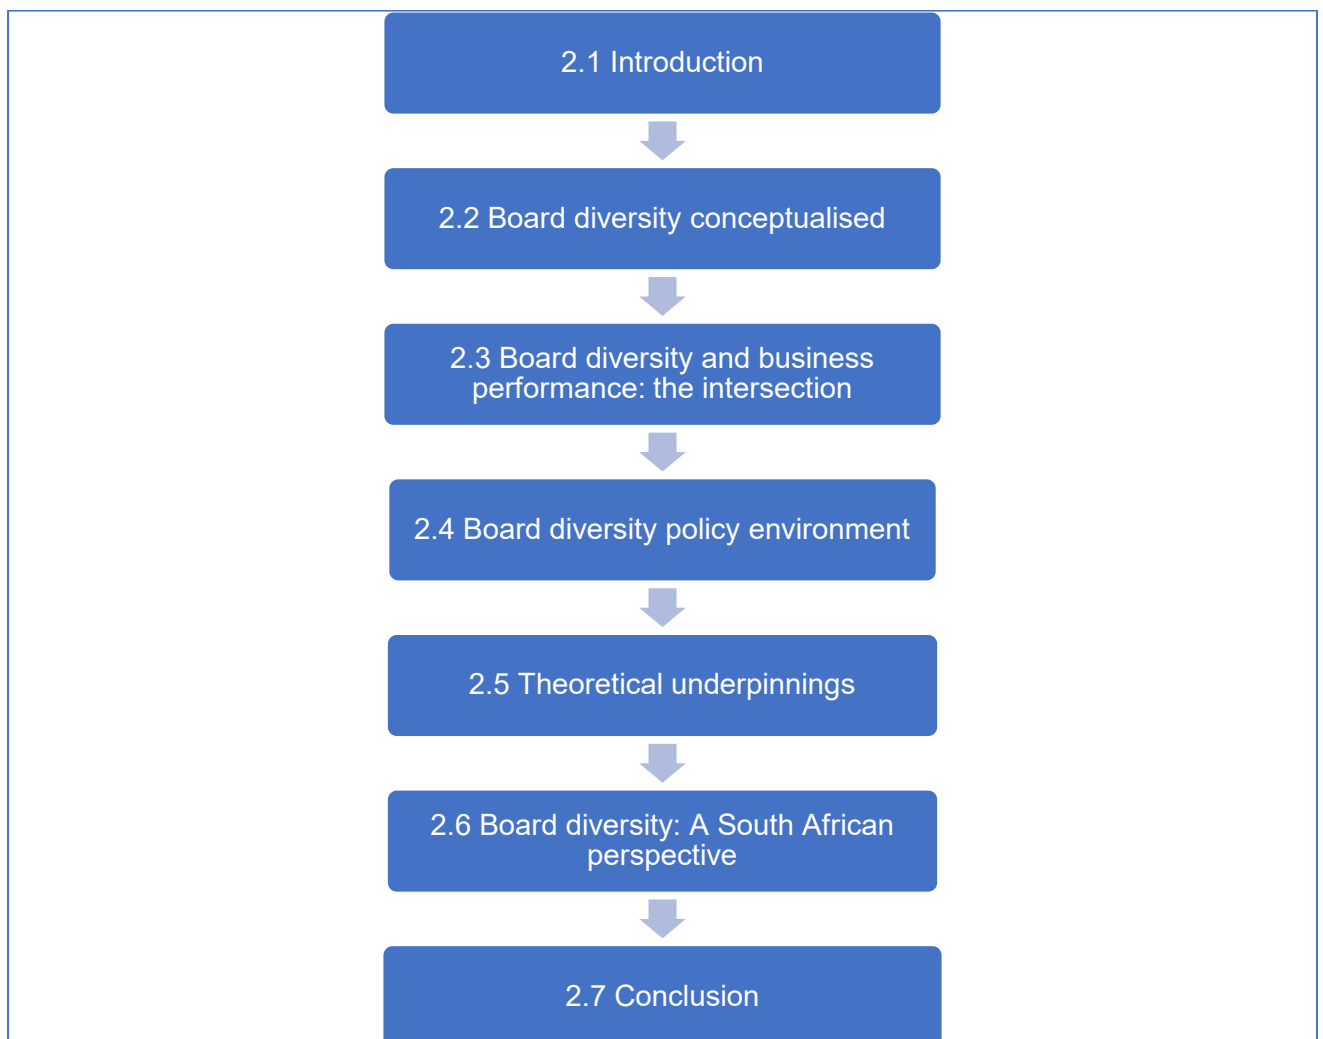 2.1 Introduction
2.2 Board diversity conceptualised
2.3 Board diversity and business
performance: the intersection
2.4 Board diversity policy environment
2.5 Theoretical underpinnings
2.6 Board diversity: A South African
perspective
2.7 Conclusion